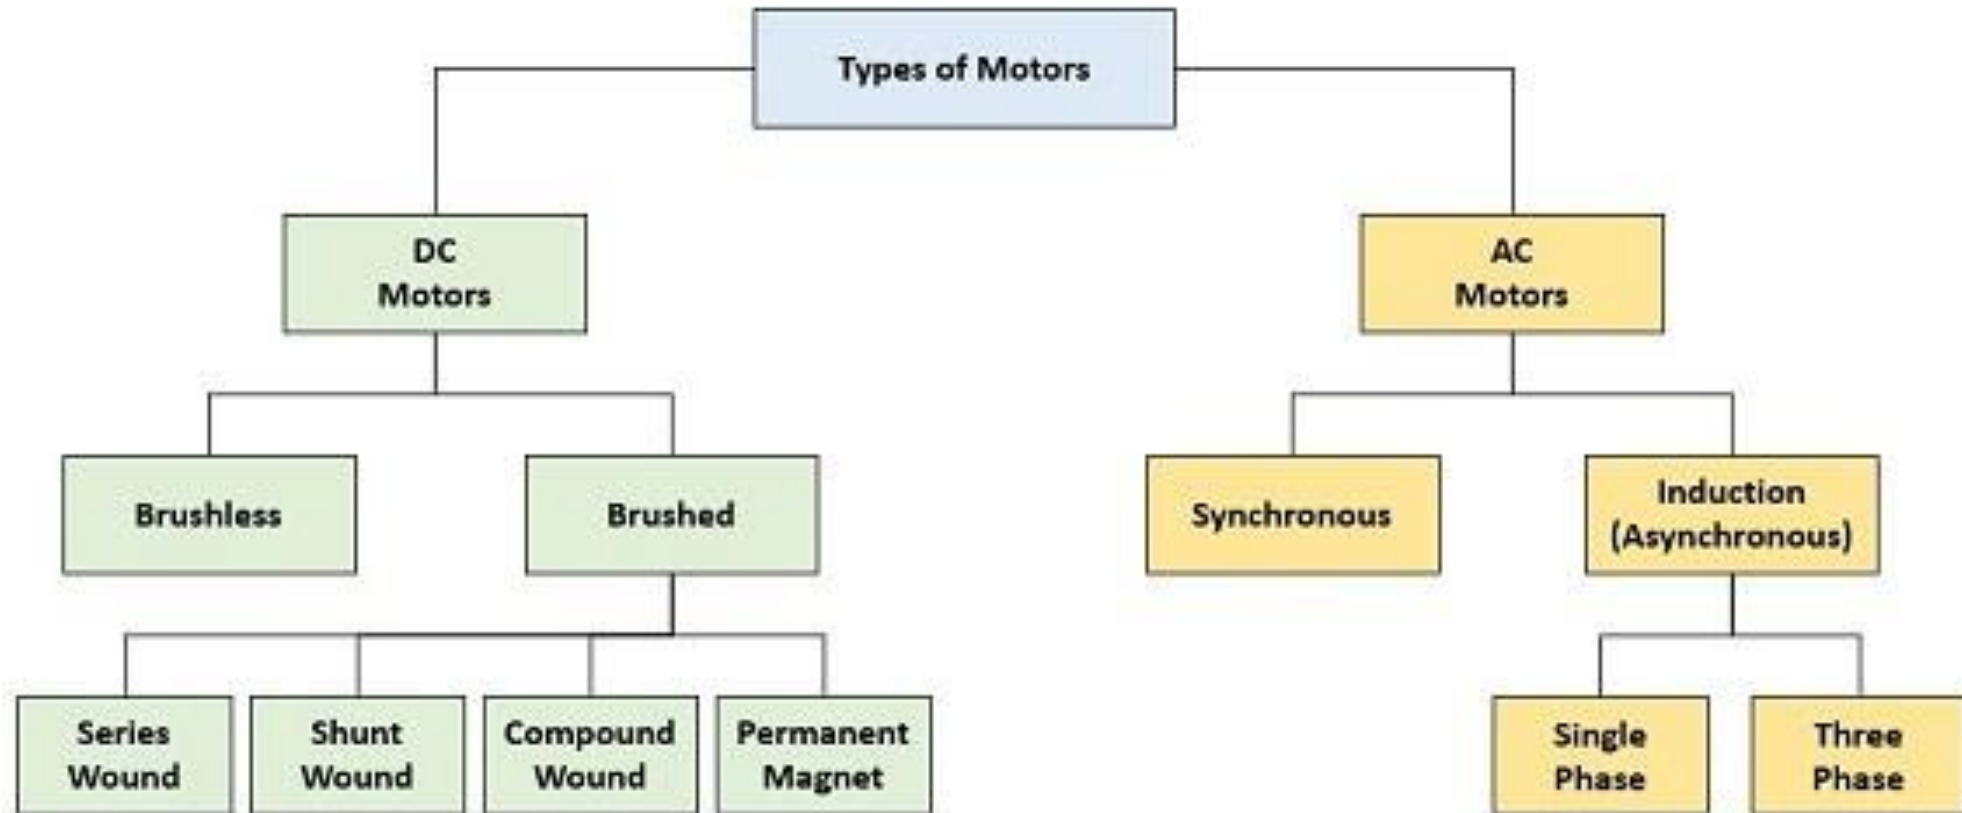 Types of Motors
DC
Motors
AC
Motors
Brushless
Brushed
Synchronous
Induction
(Asynchronous)
Series
Wound
Shunt
Wound
Compound
Wound
Permanent
Magnet
Single
Phase
Three
Phase